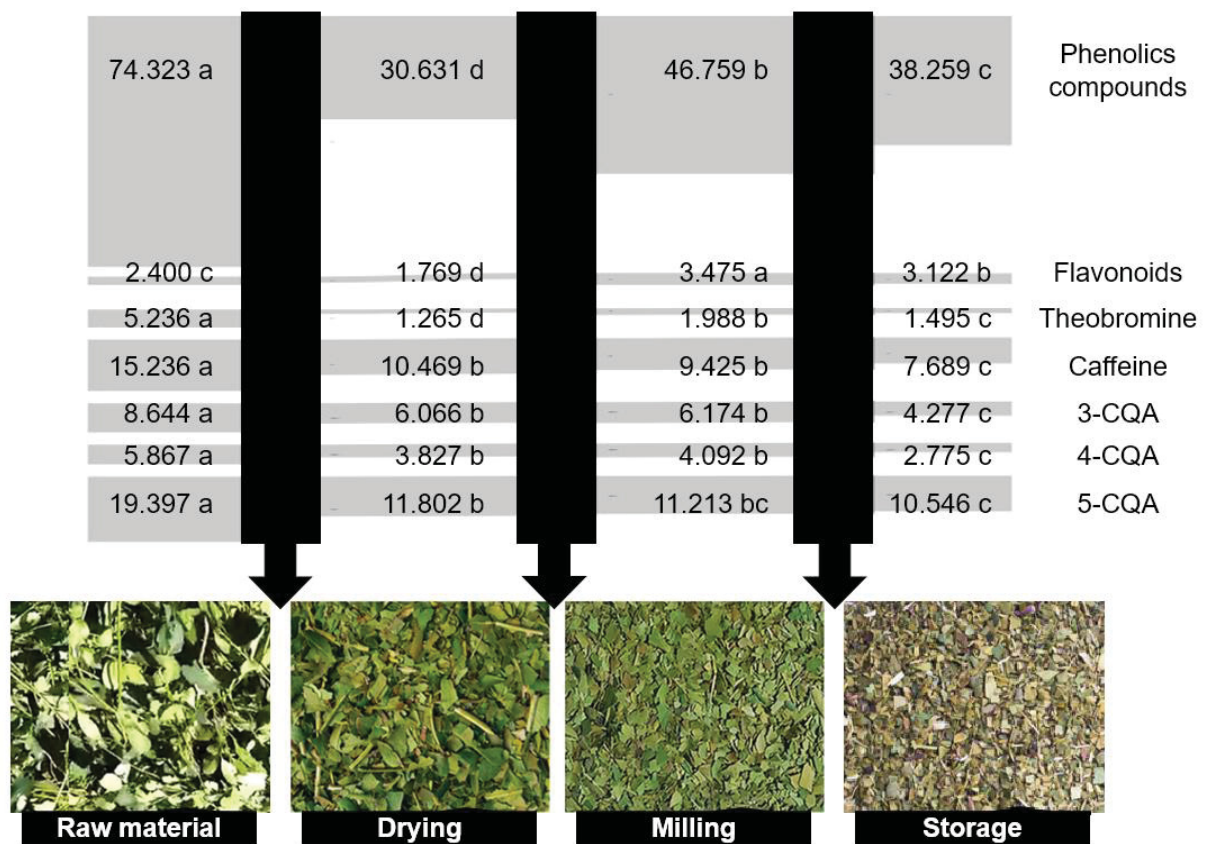 74.323 a 30.631 d 46.759 b 38.259 c Phenolics
compounds
2.400 c 1.769 d 3.475 a 3.122 b Flavonoids
5.236 a 1.265 d 1.988 b 1.495 c Theobromine
15.236 a 10.469 b 9.425 b 7.689 c Caffeine
8.644 a 6.066 b 6.174 b 4.277 c 3-CQA
5.867 a 3.827 b 4.092 b 2.775 c 4-CQA
19.397 a 11.802 b 11.213 bc 10.546 c 5-CQA
Raw material Drying Milling Storage